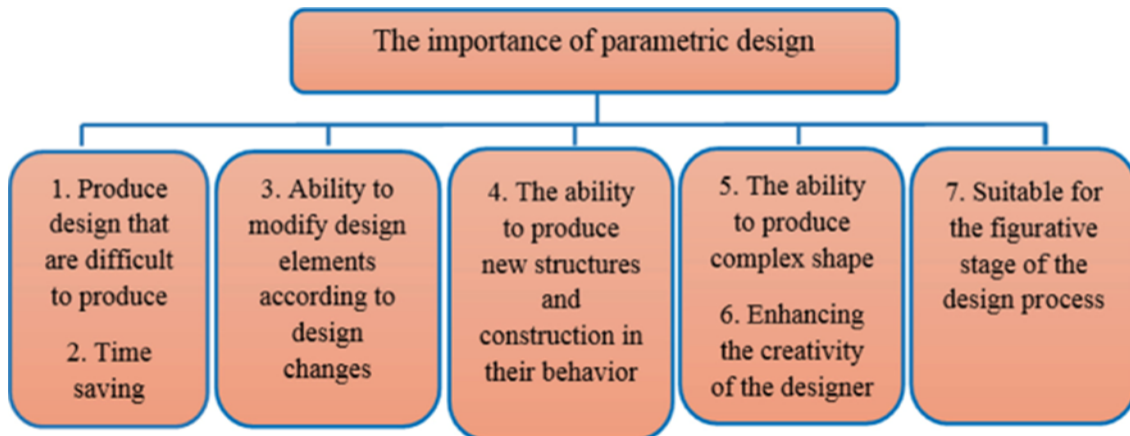 The importance of parametric design
1. Produce
design that
are difficult
to produce
2. Time
saving
3. Ability to
modify design
elements
according to
design
changes
4. The ability
to produce
new structures
and
construction in
their behavior
5. The ability
to produce
complex shape
6. Enhancing
the creativity
of the designer
7. Suitable for
the figurative
stage of the
design process